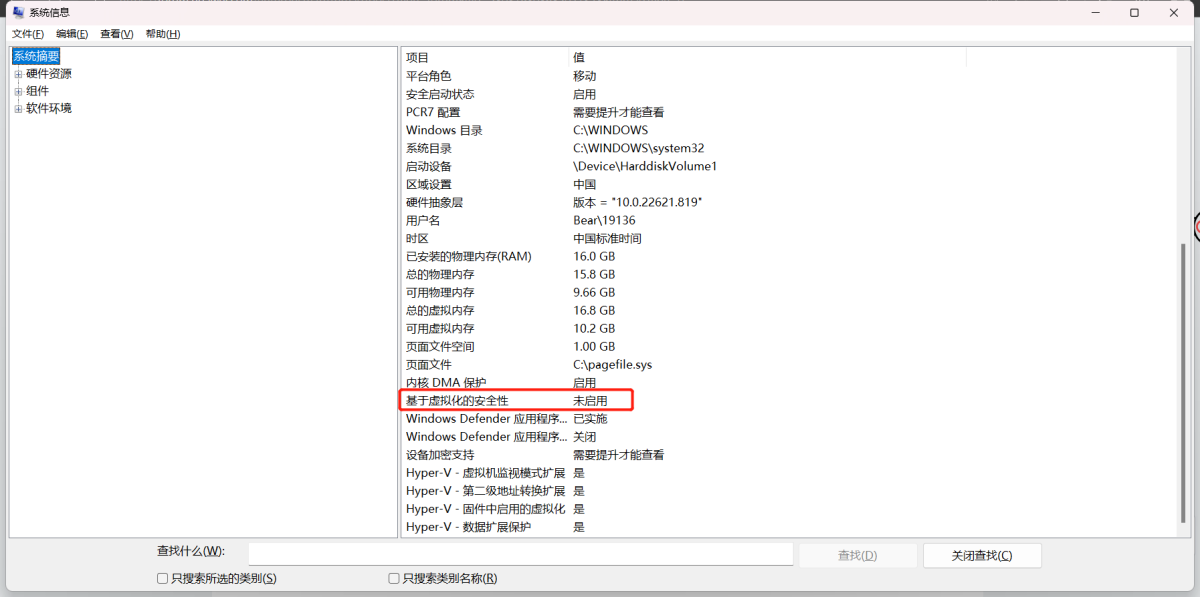 系统信息
文件(F) 编辑(E) 查看(V) 帮助(H)
系统摘要
硬件资源
组件
软件环境
项目 值
平台角色 移动
安全启动状态 启用
PCR7 配置 需要提升才能查看
Windows 目录 C:\WINDOWS
系统目录 C:\WINDOWS\system32
启动设备 \Device\HarddiskVolume1
区域设置 中国
硬件抽象层 版本 = "10.0.22621.819"
用户名 Bear\19136
时区 中国标准时间
已安装的物理内存(RAM) 16.0 GB
总的物理内存 15.8 GB
可用物理内存 9.66 GB
总的虚拟内存 16.8 GB
可用虚拟内存 10.2 GB
页面文件空间 1.00 GB
页面文件 C:\pagefile.sys
内核 DMA 保护 启用
基于虚拟化的安全性 未启用
Windows Defender 应用程序... 已实施
Windows Defender 应用程序... 关闭
设备加密支持 需要提升才能查看
Hyper-V - 虚拟机监视模式扩展 是
Hyper-V - 第二级地址转换扩展 是
Hyper-V - 固件中启用的虚拟化 是
Hyper-V - 数据扩展保护 是
查找什么(W): 查找(D) 关闭查找(C)
只搜索所选的类别(S) 只搜索类别名称(R)